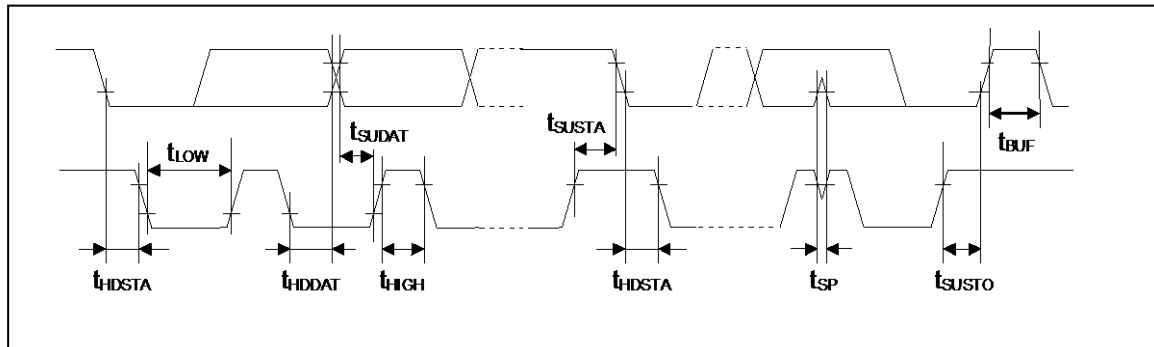 tSUSTA
tSUDAT
tBUF
tLOW
tHDSTA
tHDDAT
tHIGH
tHDSTA
tSP
tSUSTO